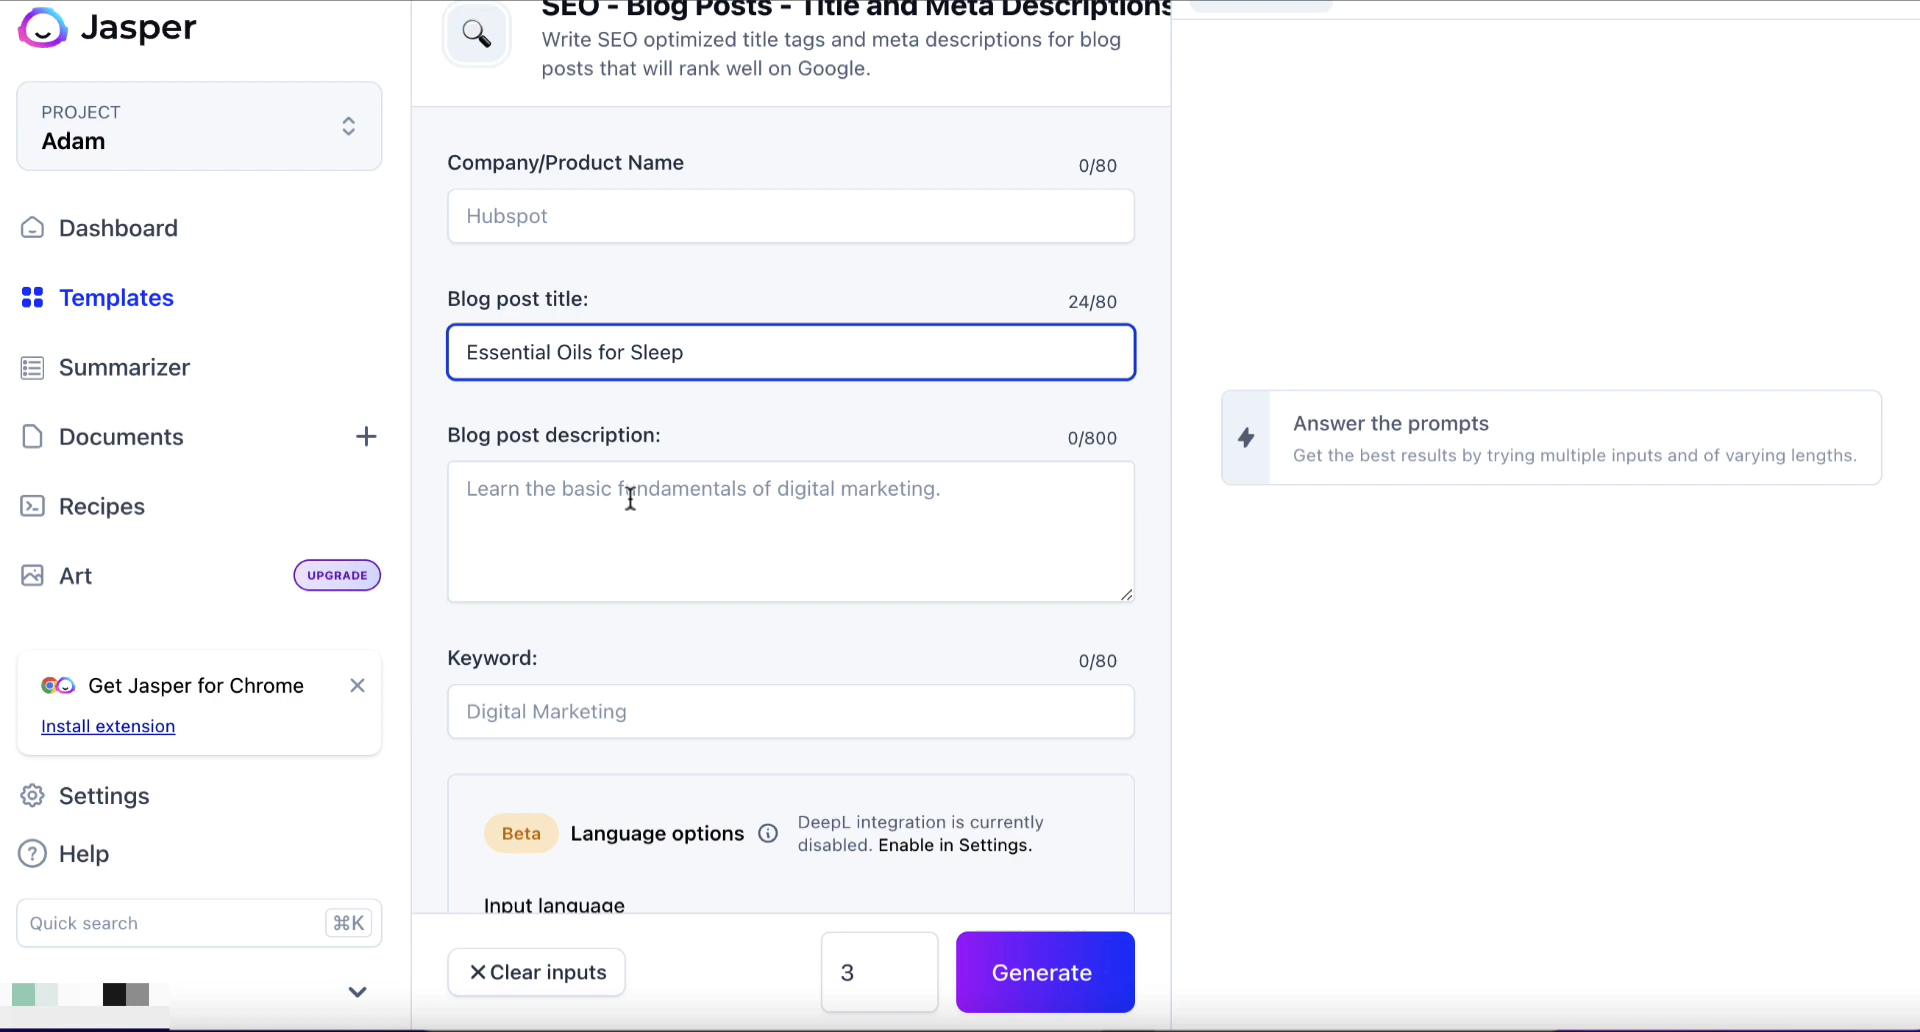 Jasper
PROJECT
Adam
Dashboard
Templates
Summarizer
Documents
Recipes
Art
UPGRADE
Get Jasper for Chrome
Install extension
Settings
Help
Quick search
⌘K
SEO - Blog Posts - Title and Meta Descriptions
Write SEO optimized title tags and meta descriptions for blog
posts that will rank well on Google.
Company/Product Name
0/80
Hubspot
Blog post title:
24/80
Essential Oils for Sleep
Blog post description:
0/800
Learn the basic fundamentals of digital marketing.
Keyword:
0/80
Digital Marketing
Beta
Language options
DeepL integration is currently
disabled. Enable in Settings.
Input language
Clear inputs
3
Generate
Answer the prompts
Get the best results by trying multiple inputs and of varying lengths.